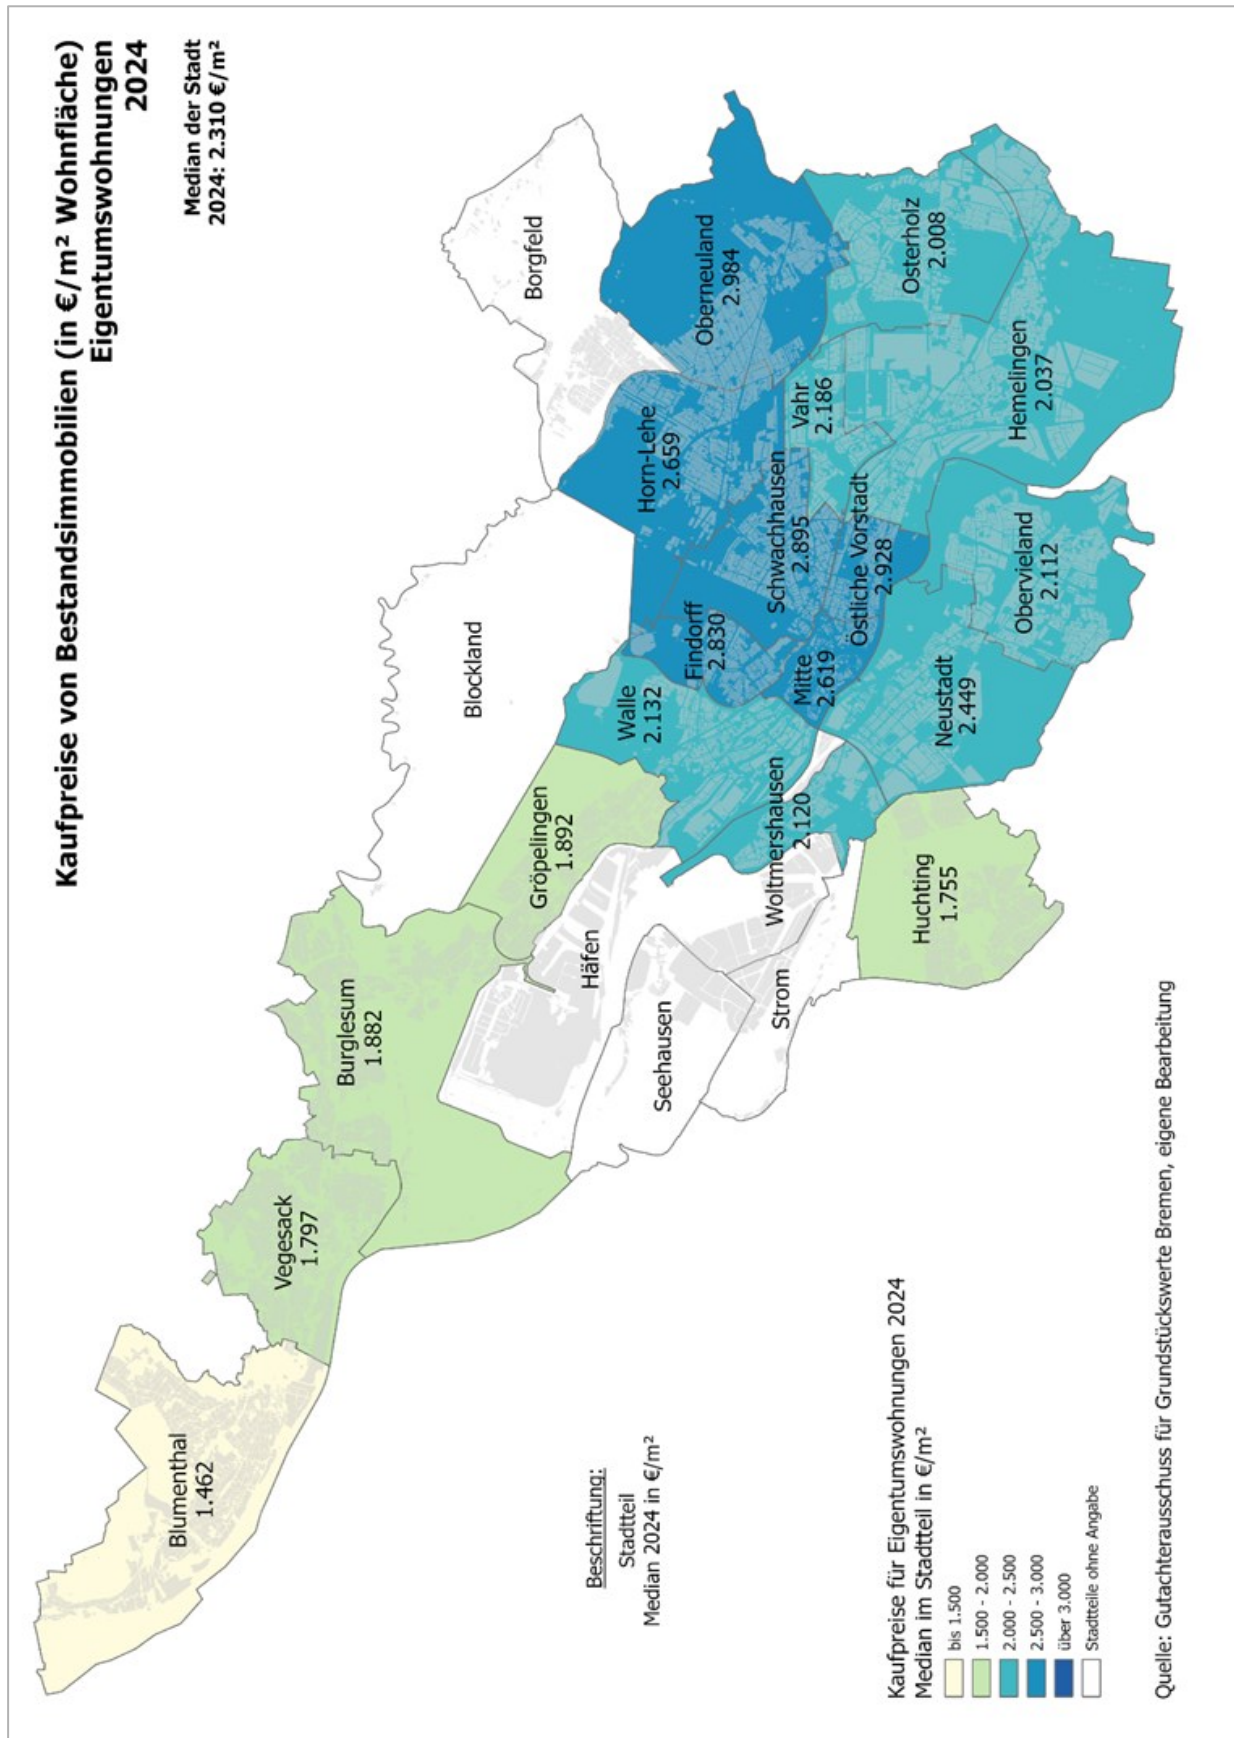 Kaufpreise von Bestandsimmobilien (in €/m² Wohnfläche)
Eigentumswohnungen
2024
Median der Stadt
2024: 2.310 €/m²
Blumenthal
1.462
Vegesack
1.797
Burglesum
1.882
Blockland
Borgfeld
Gröpelingen
1.892
Häfen
Seehausen
Strom
Walle
2.132
Findorff
2.830
Horn-Lehe
2.659
Oberneuland
2.984
Schwachhausen
2.895
Vahr
2.186
Osterholz
2.008
Mitte
2.619
Östliche Vorstadt
2.928
Woltmershausen
2.120
Hemelingen
2.037
Neustadt
2.449
Obervieland
2.112
Huchting
1.755
Beschriftung:
Stadtteil
Median 2024 in €/m²
Kaufpreise für Eigentumswohnungen 2024
Median im Stadtteil in €/m²
bis 1.500
1.500 - 2.000
2.000 - 2.500
2.500 - 3.000
über 3.000
Stadtteile ohne Angabe
Quelle: Gutachterausschuss für Grundstückswerte Bremen, eigene Bearbeitung